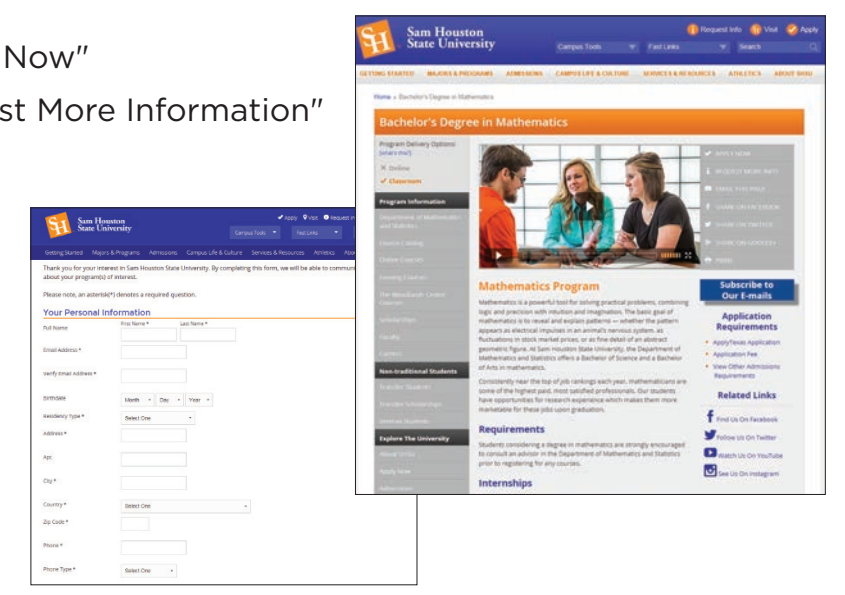 Now"
st More Information"
Sam Houston
State University
Request Info Visit Apply
Campus Tools Fast Links Search
GETTING STARTED MAJORS & PROGRAMS ADMISSIONS CAMPUS LIFE & CULTURE SERVICES & RESOURCES ATHLETICS ABOUT SHSU
Home » Bachelor's Degree in Mathematics
Bachelor's Degree in Mathematics
Program Delivery Options:
(what's this?)
Online
Classroom
Program Information
Department of Mathematics
and Statistics
Course Catalog
Online Courses
Evening Courses
The Woodlands Center
Courses
Scholarships
Faculty
Careers
Non-traditional Students
Transfer Students
Transfer Scholarships
Veteran Students
Explore The University
About SHSU
Apply Now
Admissions
APPLY NOW
REQUEST MORE INFO
EMAIL THIS PAGE
SHARE ON FACEBOOK
SHARE ON TWITTER
SHARE ON GOOGLE+
PRINT
Mathematics Program
Mathematics is a powerful tool for solving practical problems, combining
logic and precision with intuition and imagination. The basic goal of
mathematics is to reveal and explain patterns — whether the pattern
appears as electrical impulses in an animal's nervous system, as
fluctuations in stock market prices, or as fine detail of an abstract
geometric figure. At Sam Houston State University, the Department of
Mathematics and Statistics offers a Bachelor of Science and a Bachelor
of Arts in mathematics.
Consistently near the top of job rankings each year, mathematicians are
some of the highest paid, most satisfied professionals. Our students
have opportunities for research experience which makes them more
marketable for these jobs upon graduation.
Requirements
Students considering a degree in mathematics are strongly encouraged
to consult an advisor in the Department of Mathematics and Statistics
prior to registering for any courses.
Internships
Subscribe to
Our E-mails
Application
Requirements
ApplyTexas Application
Application Fee
View Other Admissions
Requirements
Related Links
Find Us On Facebook
Follow Us On Twitter
Watch Us On YouTube
See Us On Instagram
Sam Houston
State University
Apply Visit Request In
Campus Tools Fast Links
Getting Started Majors & Programs Admissions Campus Life & Culture Services & Resources Athletics Abo
Thank you for your interest in Sam Houston State University. By completing this form, we will be able to commun
about your program(s) of interest.
Please note, an asterisk(*) denotes a required question.
Your Personal Information
Full Name First Name * Last Name *
Email Address *
Verify Email Address *
Birthdate Month Day Year
Residency Type * Select One
Address *
Apt.
City *
Country * Select One
Zip Code *
Phone *
Phone Type * Select One